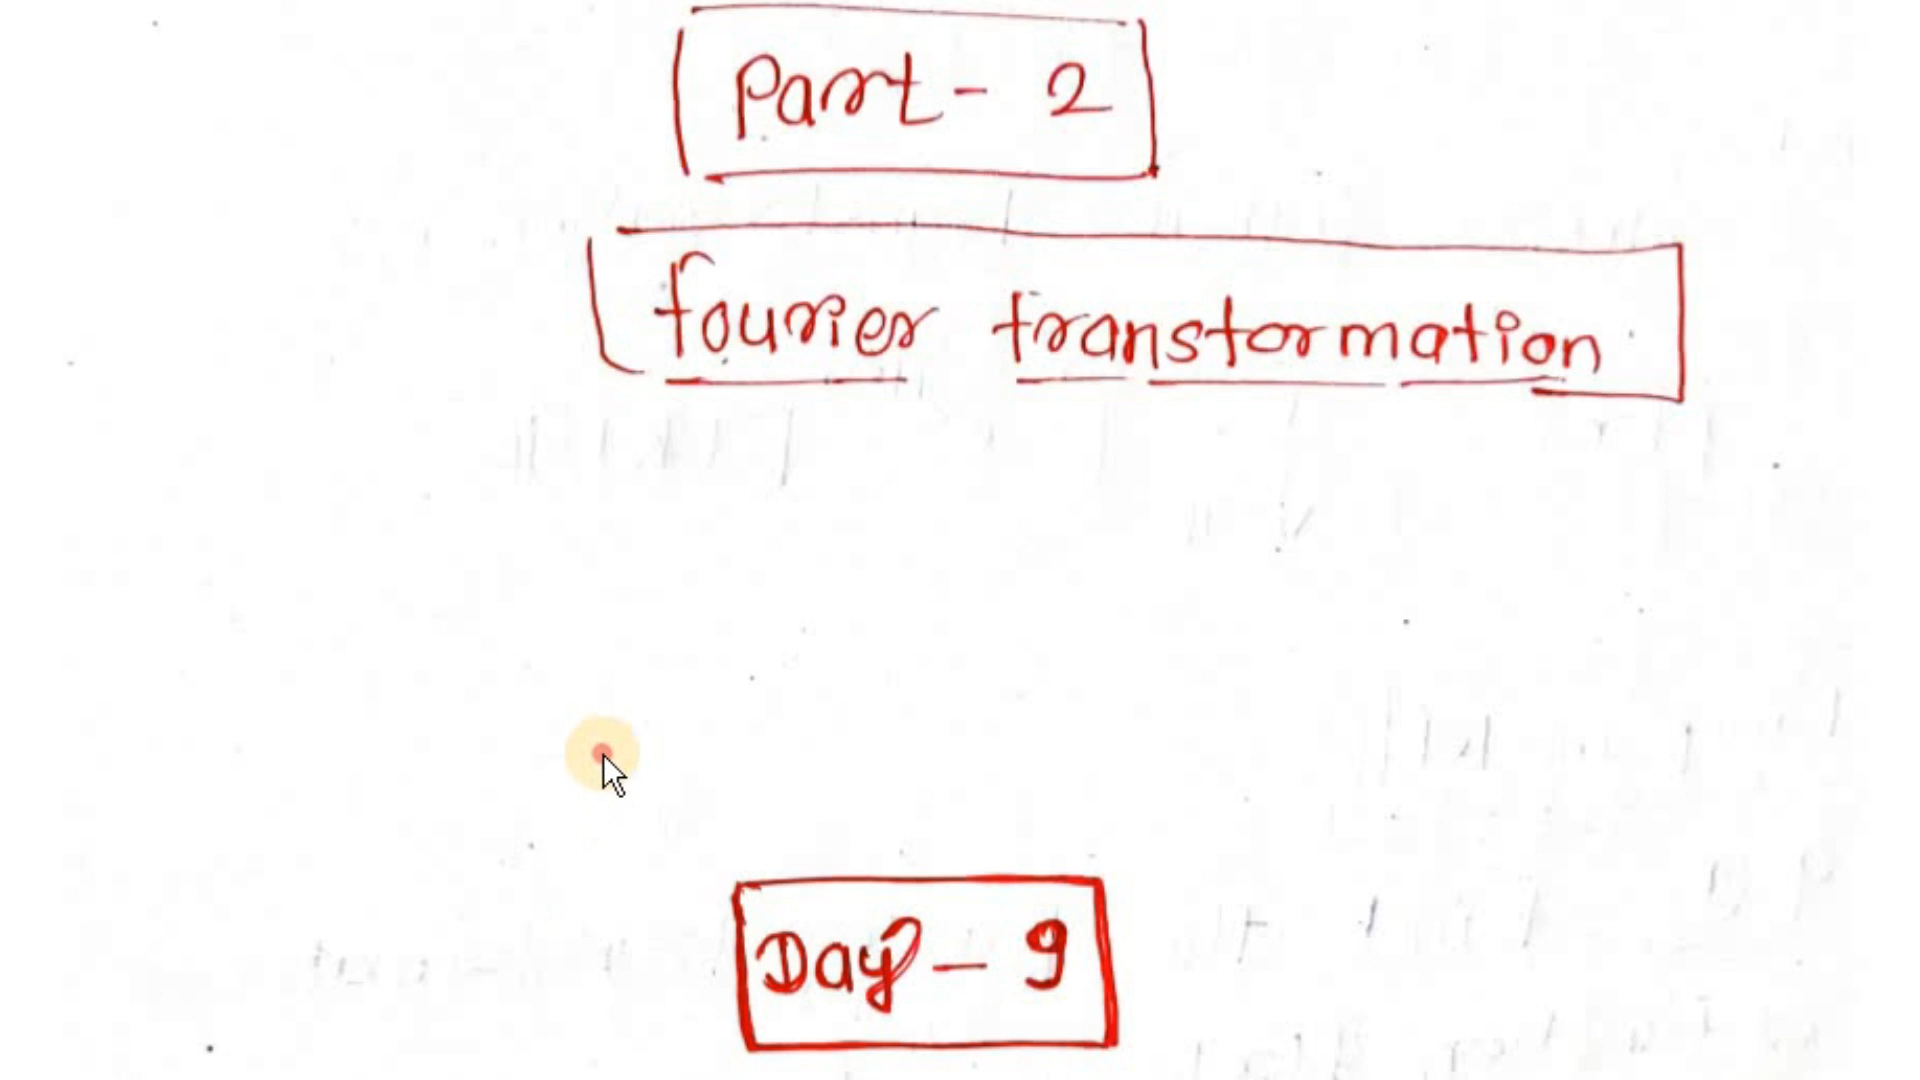 Part - 2
fourier transformation
Day - 9